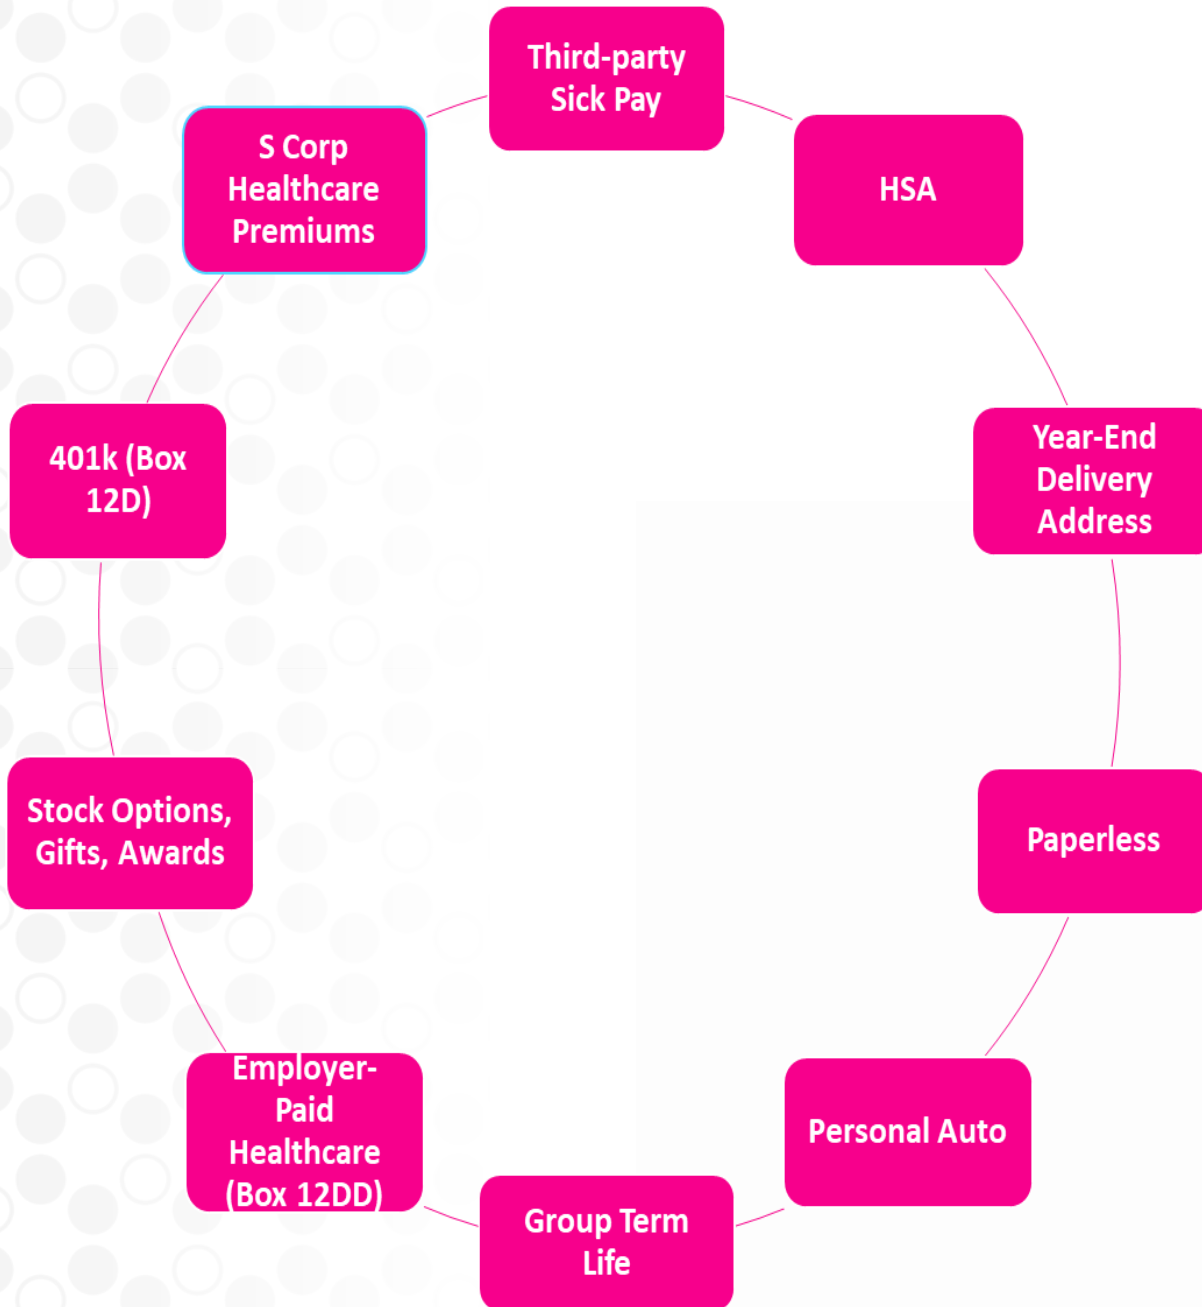 Third-party
Sick Pay
HSA
Year-End
Delivery
Address
Paperless
Personal Auto
Group Term
Life
Employer-
Paid
Healthcare
(Box 12DD)
Stock Options,
Gifts, Awards
401k (Box
12D)
S Corp
Healthcare
Premiums